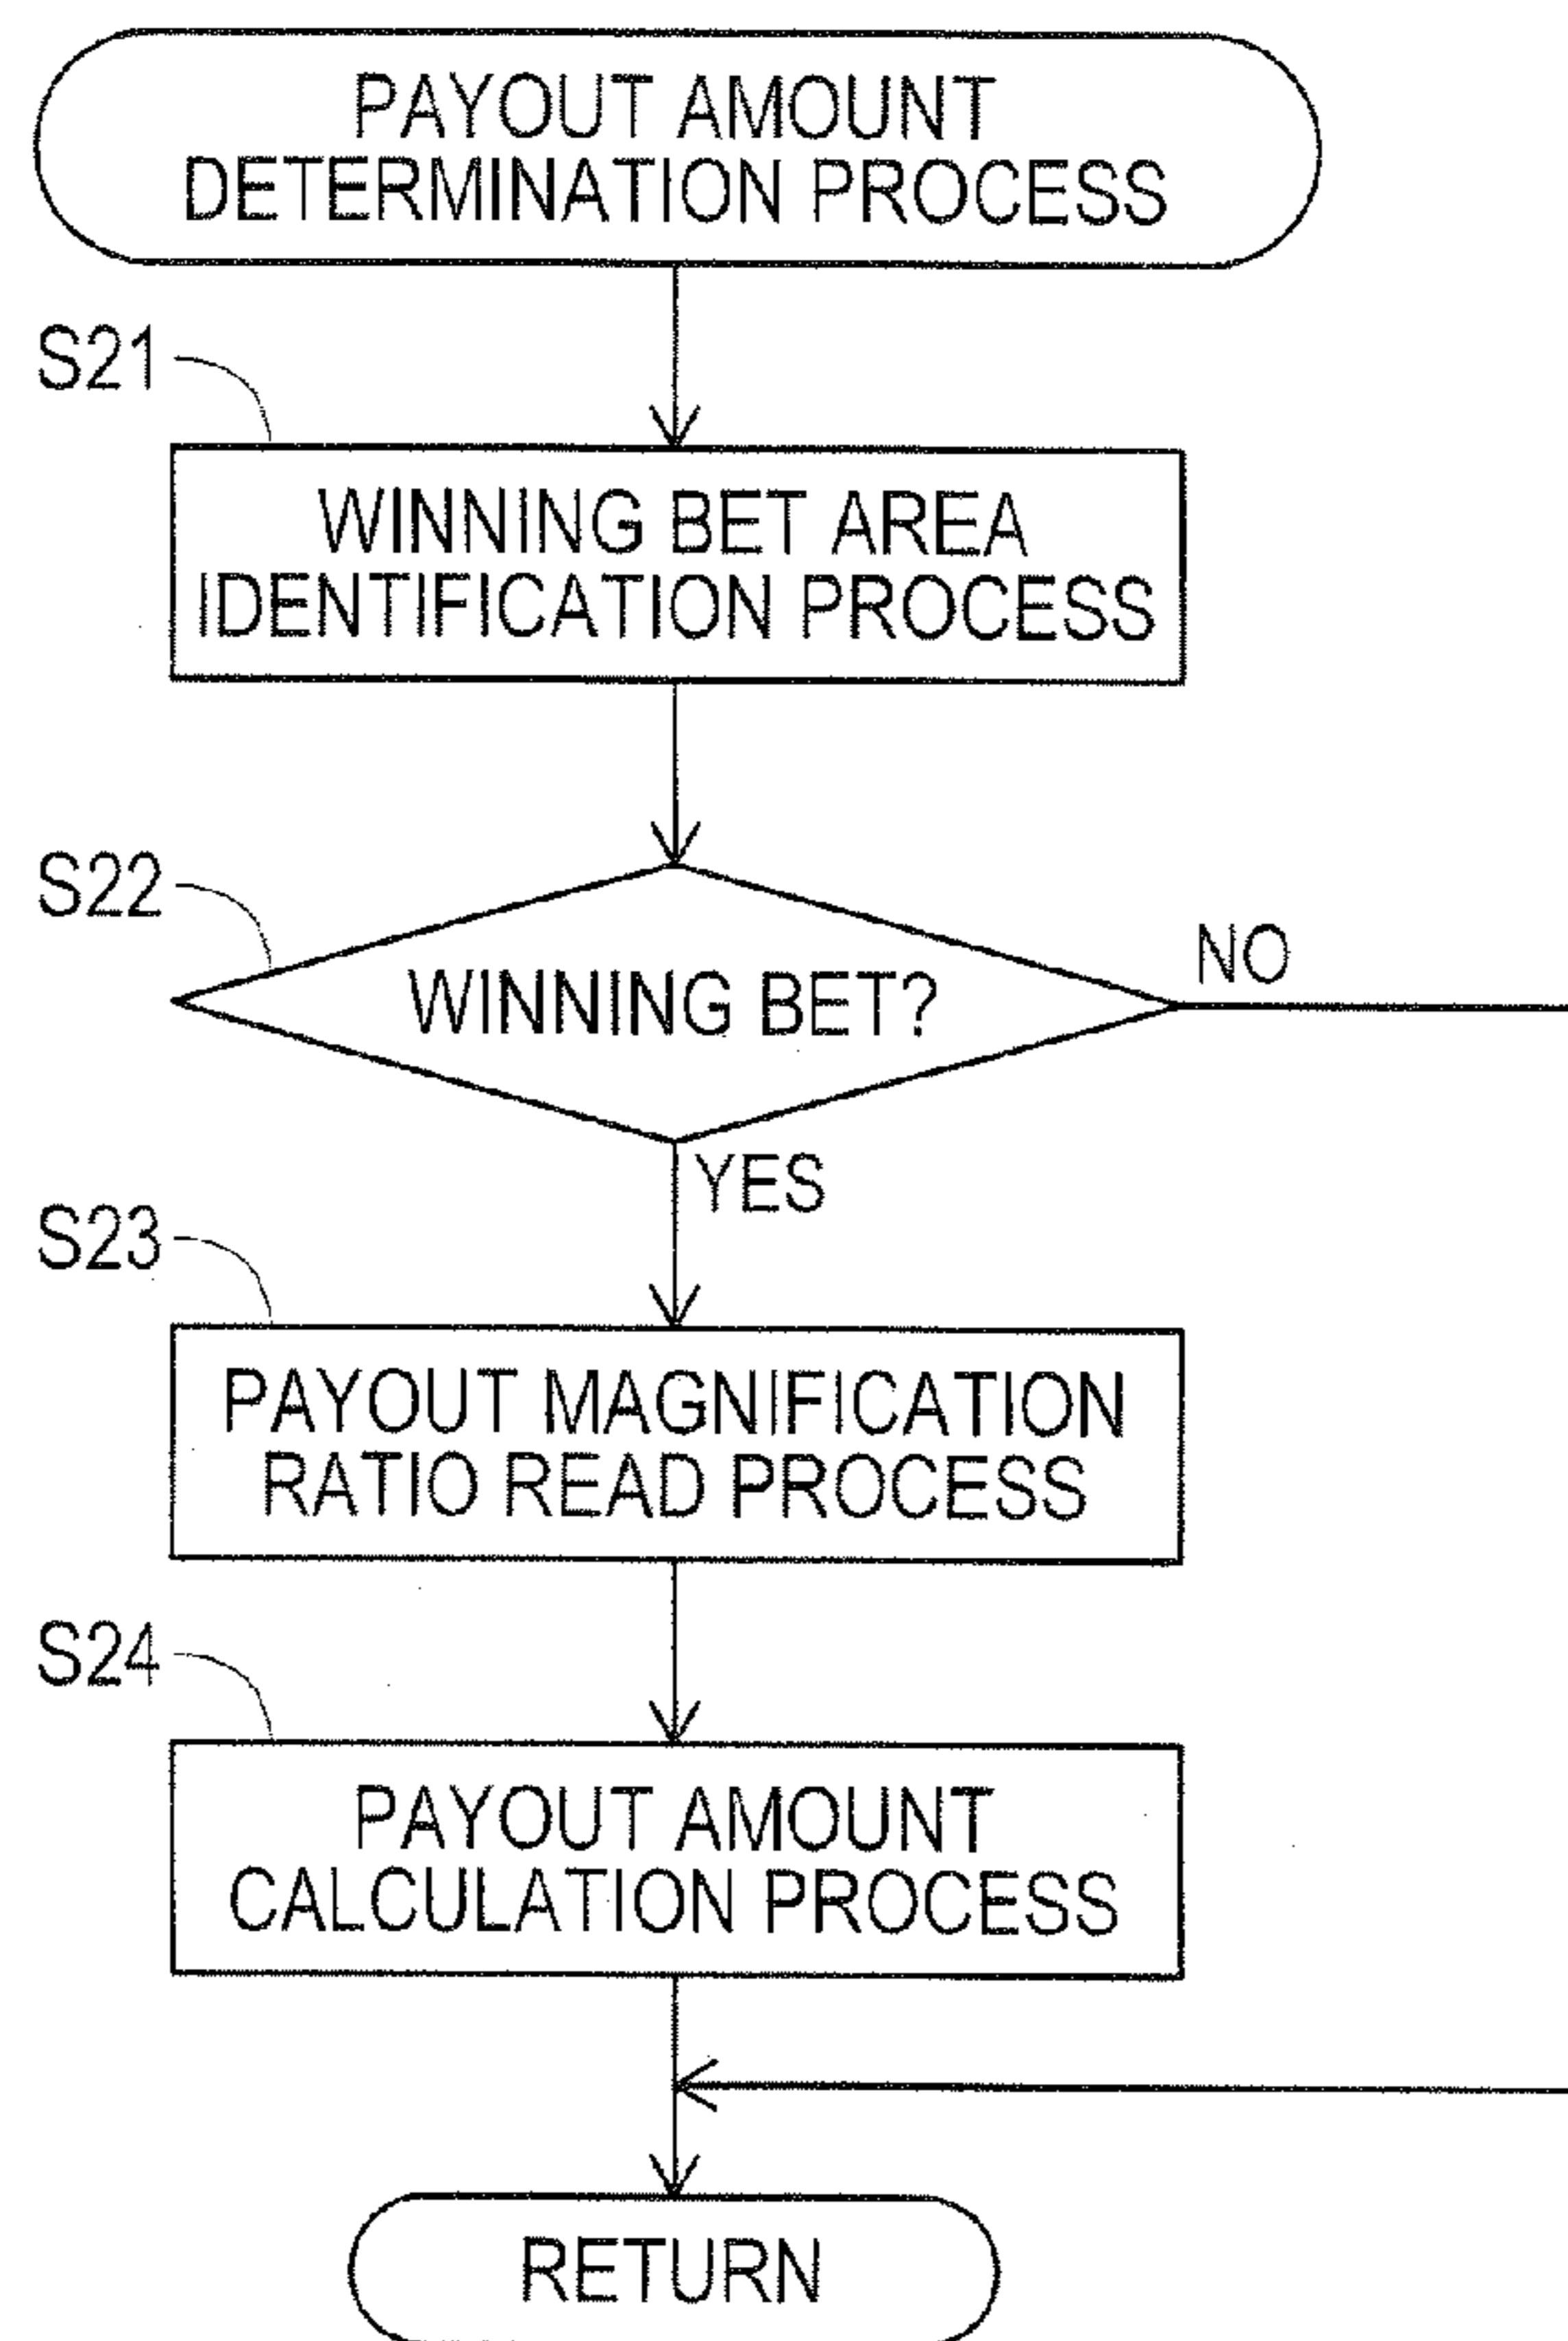 PAYOUT AMOUNT
DETERMINATION PROCESS
S21
WINNING BET AREA
IDENTIFICATION PROCESS
S22
WINNING BET?
NO
YES
S23
PAYOUT MAGNIFICATION
RATIO READ PROCESS
S24
PAYOUT AMOUNT
CALCULATION PROCESS
RETURN